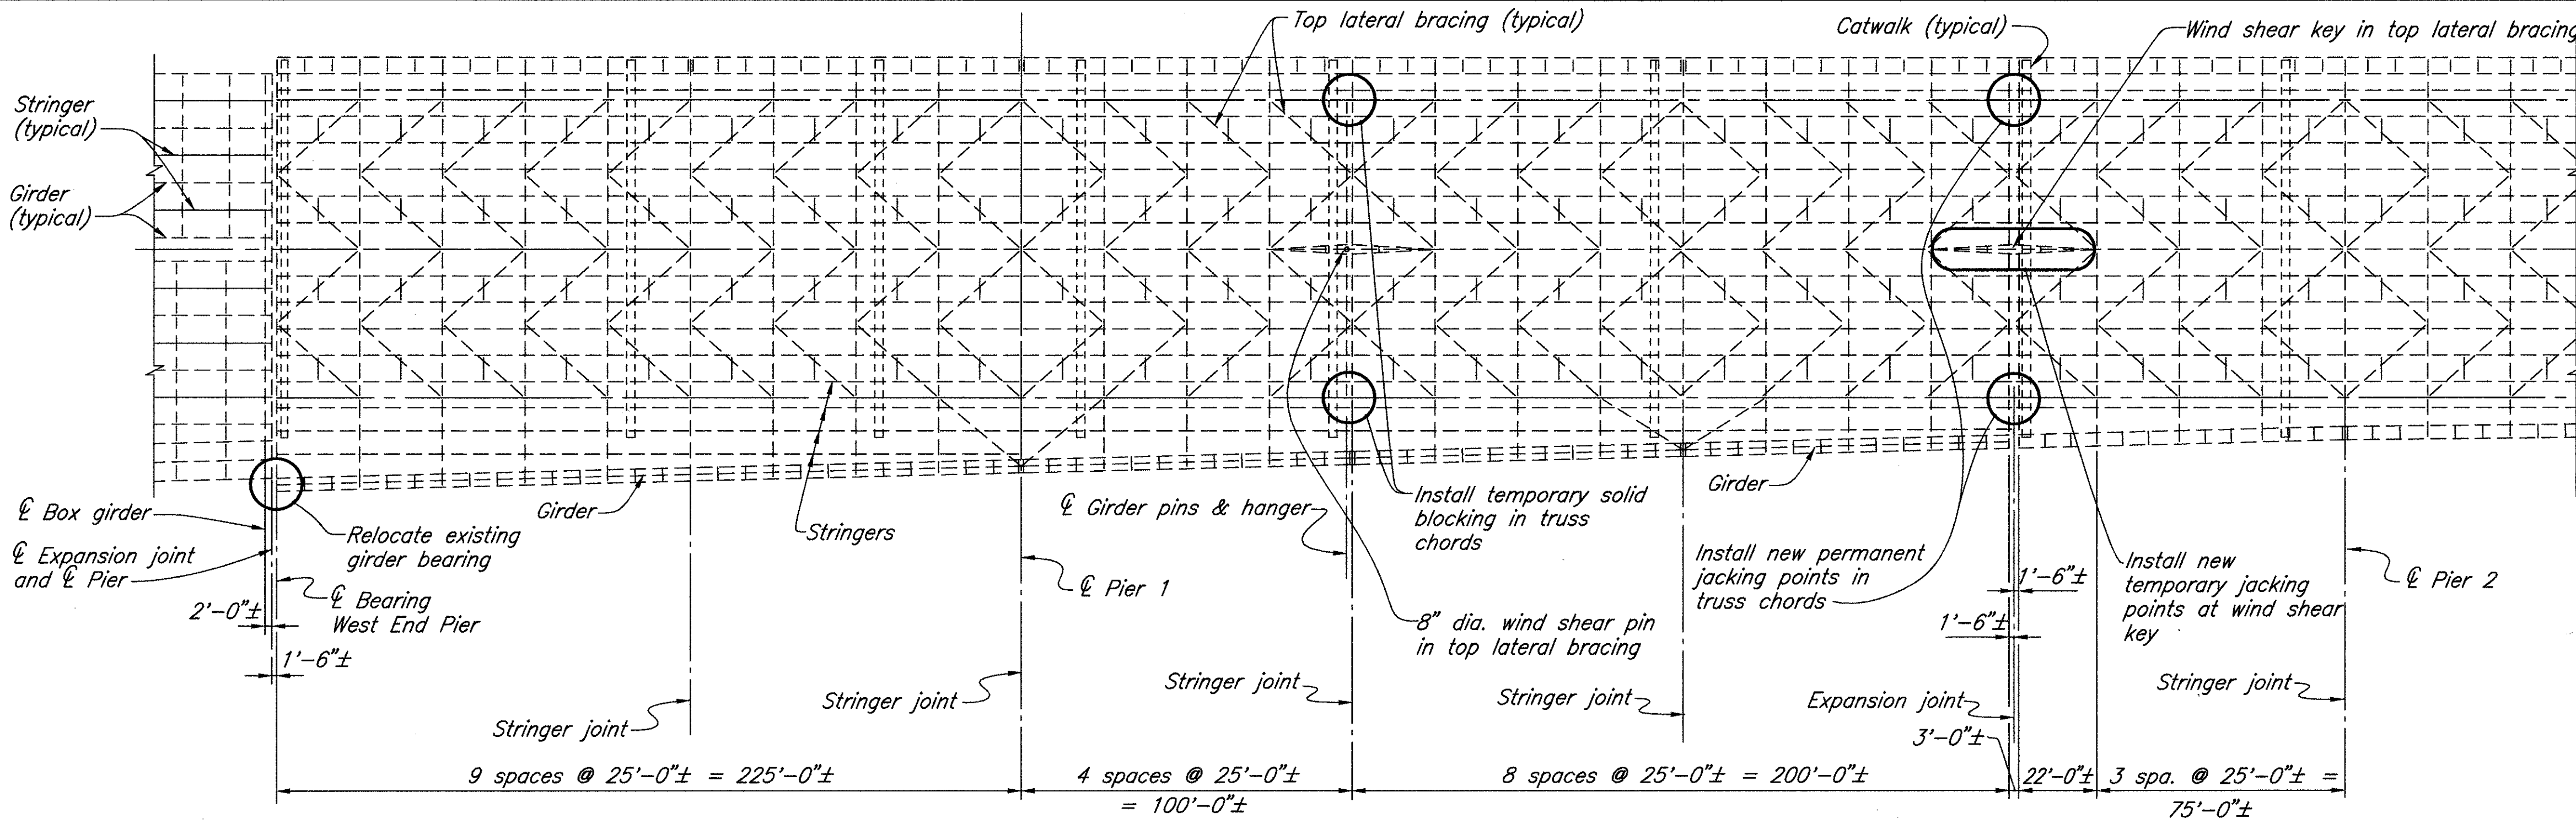 Top lateral bracing (typical)
Catwalk (typical)
Wind shear key in top lateral bracing
Stringer
(typical)
Girder
(typical)
℄ Box girder
℄ Expansion joint
and ℄ Pier
2'-0"±
1'-6"±
Relocate existing
girder bearing
℄ Bearing
West End Pier
Girder
Stringers
℄ Pier 1
℄ Girder pins & hanger
Install temporary solid
blocking in truss
chords
8" dia. wind shear pin
in top lateral bracing
Girder
Install new permanent
jacking points in
truss chords
1'-6"±
1'-6"±
Install new
temporary jacking
points at wind shear
key
℄ Pier 2
Stringer joint
Stringer joint
Stringer joint
Stringer joint
Expansion joint
3'-0"±
Stringer joint
9 spaces @ 25'-0"± = 225'-0"±
4 spaces @ 25'-0"±
= 100'-0"±
8 spaces @ 25'-0"± = 200'-0"±
22'-0"±
3 spa. @ 25'-0"± =
75'-0"±